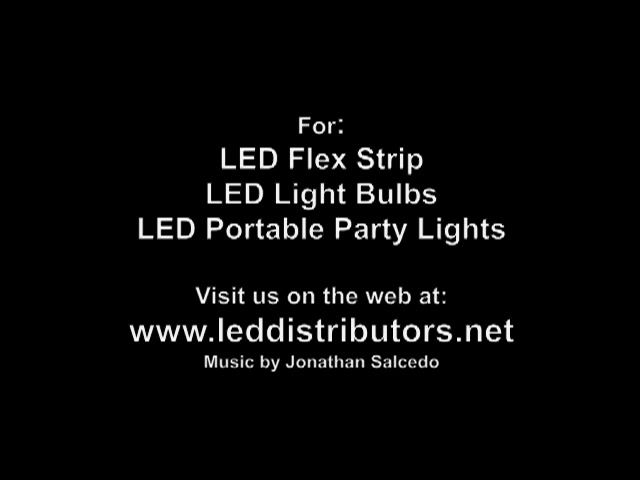 For:
LED Flex Strip
LED Light Bulbs
LED Portable Party Lights
Visit us on the web at:
www.leddistributors.net
Music by Jonathan Salcedo